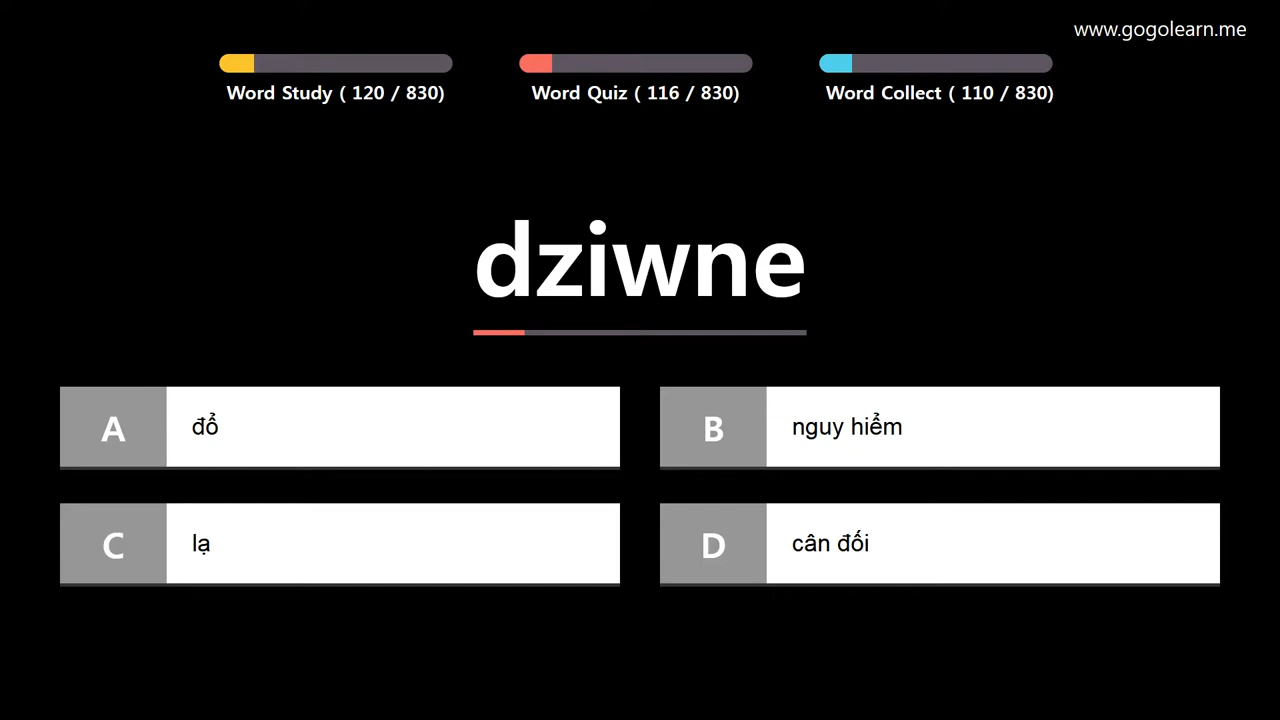 www.gogolearn.me
Word Study ( 120 / 830)
Word Quiz ( 116 / 830)
Word Collect ( 110 / 830)
dziwne
A đổ
B nguy hiểm
C lạ
D cân đối